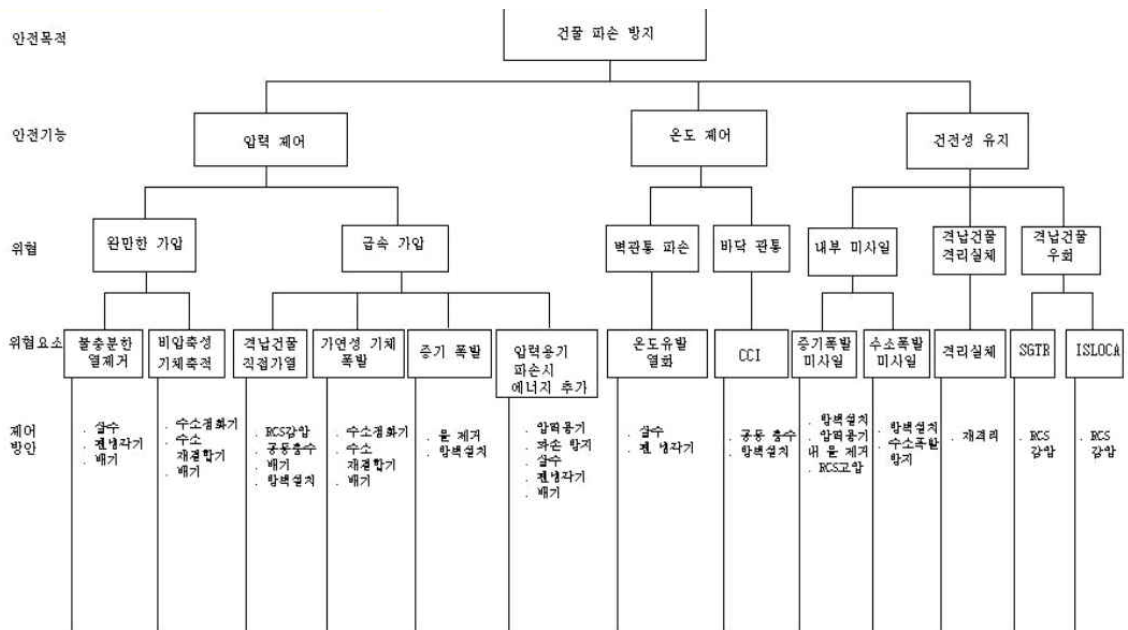 안전목적
건물 파손 방지
안전기능
압력 제어
온도 제어
건전성 유지
위협
완만한 가압
급속 가압
벽관통 파손
바닥 관통
내부 미사일
격납건물
격리실체
격납건물
우회
위협요소
불충분한
열제거
비압축성
기체축적
격납건물
직접가열
가연성 기체
폭발
증기 폭발
압력용기
파손시
에너지 추가
온도유발
열화
CCI
증기폭발
미사일
수소폭발
미사일
격리실체
SGTR
ISLOCA
제어
방안
. 살수
. 팬냉각기
. 배기
. 수소점화기
. 수소
재결합기
. 배기
. RCS감압
. 공동충수
. 배기
. 방벽설치
. 수소점화기
. 수소
재결합기
. 배기
. 물 제거
. 방벽설치
. 압력용기
파손 방지
. 살수
. 팬냉각기
. 배기
. 살수
. 팬 냉각기
. 공동 충수
. 방벽설치
. 방벽설치
. 압력용기
내 물 제거
. RCS고압
. 방벽설치
. 수소폭발
방지
. 재격리
. RCS
감압
. RCS
감압